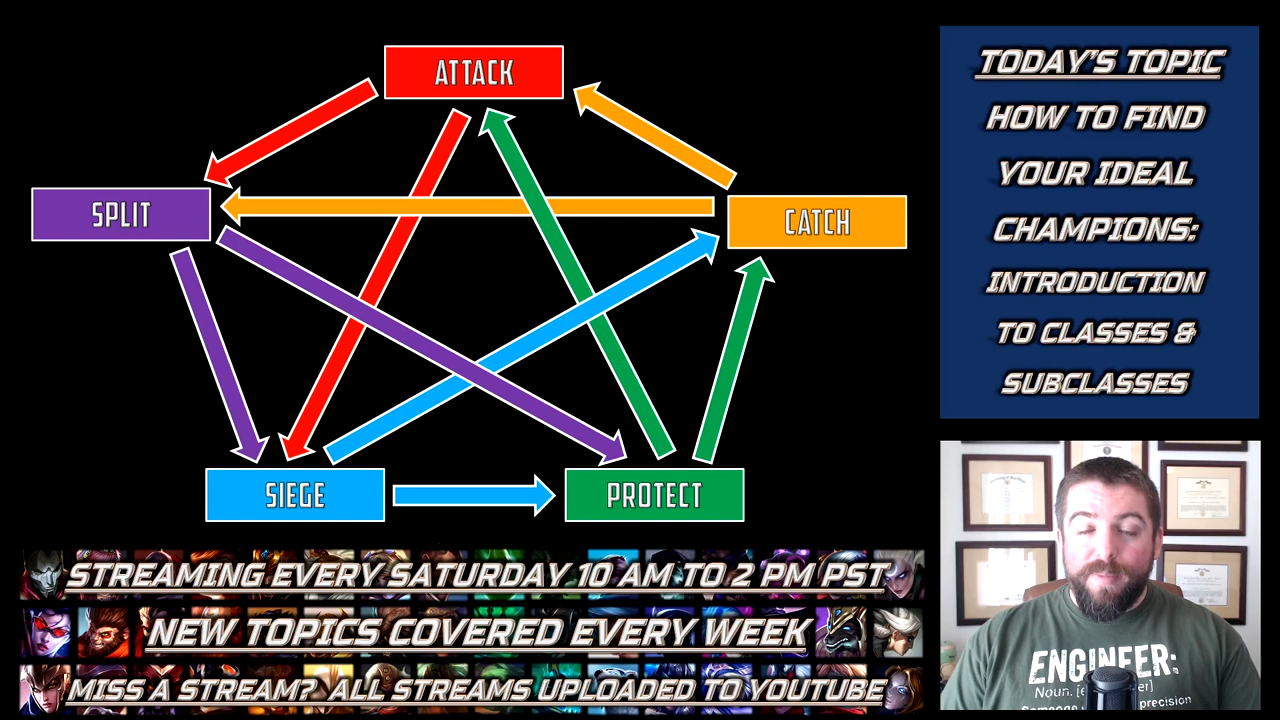 ATTACK
SPLIT
CATCH
SIEGE
PROTECT
TODAY'S TOPIC
HOW TO FIND
YOUR IDEAL
CHAMPIONS:
INTRODUCTION
TO CLASSES &
SUBCLASSES
STREAMING EVERY SATURDAY 10 AM TO 2 PM PST
NEW TOPICS COVERED EVERY WEEK
MISS A STREAM? ALL STREAMS UPLOADED TO YOUTUBE
ENGINEER:
Noun.
precision